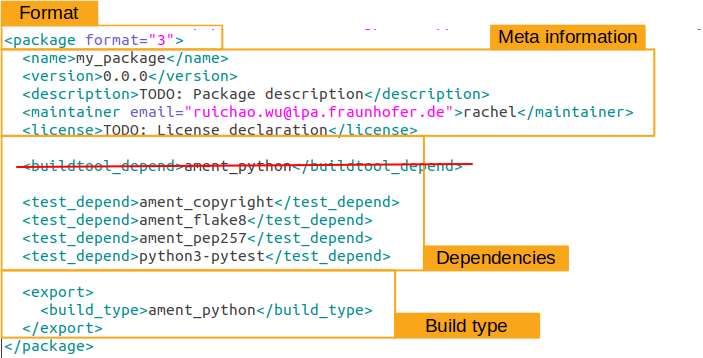 Format
<package format="3">
Meta information
<name>my_package</name>
<version>0.0.0</version>
<description>TODO: Package description</description>
<maintainer email="ruichao.wu@ipa.fraunhofer.de">rachel</maintainer>
<license>TODO: License declaration</license>
<buildtool_depend>ament_python</buildtool_depend>
<test_depend>ament_copyright</test_depend>
<test_depend>ament_flake8</test_depend>
<test_depend>ament_pep257</test_depend>
<test_depend>python3-pytest</test_depend>
Dependencies
<export>
<build_type>ament_python</build_type>
</export>
Build type
</package>